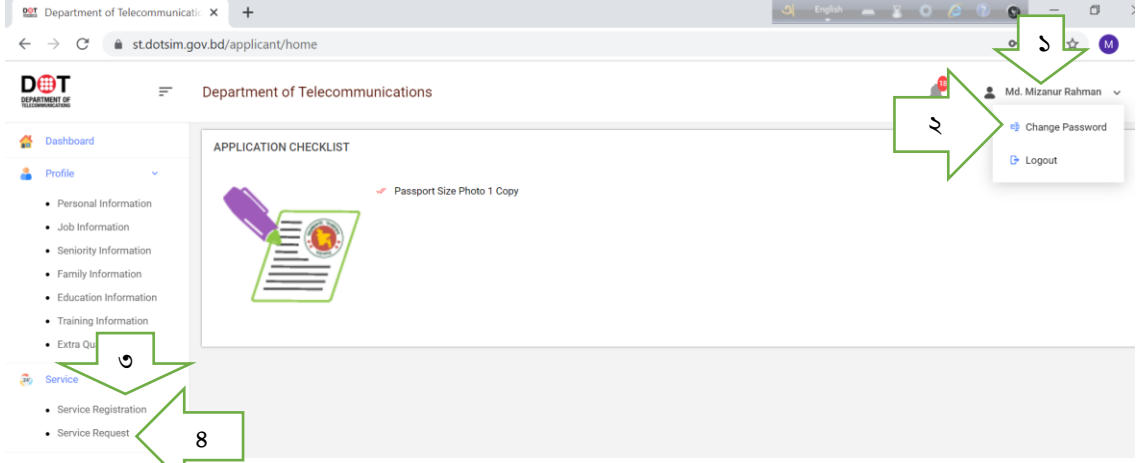 Department of Telecommunicatic
English
st.dotsim.gov.bd/applicant/home
M
১
DOT
DEPARTMENT OF
TELECOMMUNICATIONS
Department of Telecommunications
18
Md. Mizanur Rahman
২
Change Password
Logout
Dashboard
Profile
Personal Information
Job Information
Seniority Information
Family Information
Education Information
Training Information
Extra Qu
APPLICATION CHECKLIST
Passport Size Photo 1 Copy
৩
Service
Service Registration
Service Request
৪